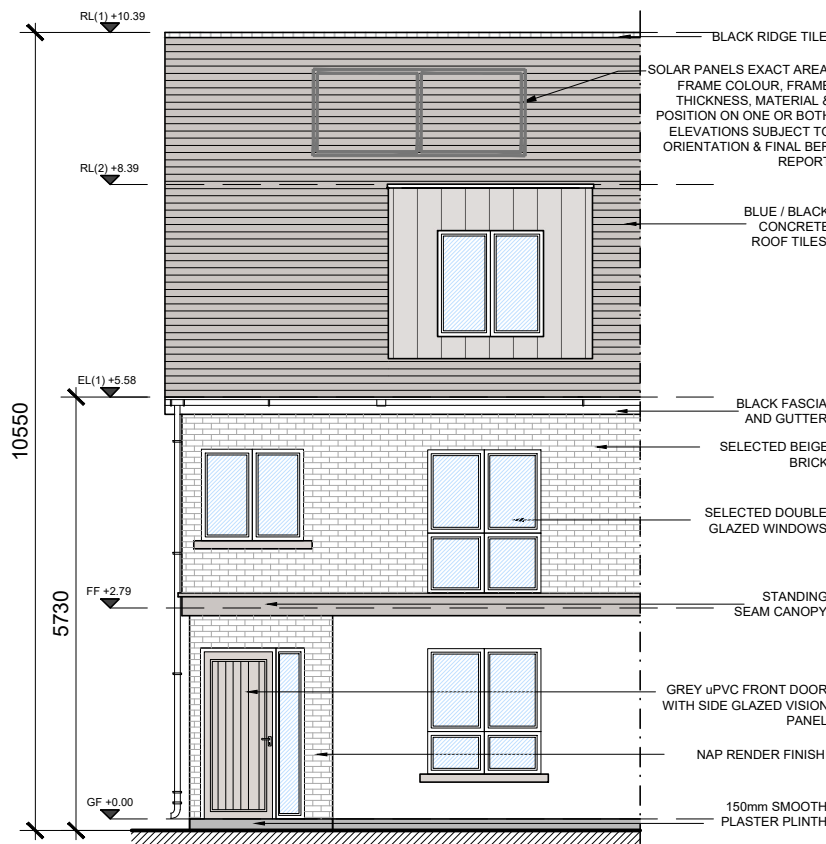 RL(1) +10.39
BLACK RIDGE TILE
SOLAR PANELS EXACT AREA
FRAME COLOUR, FRAME
THICKNESS, MATERIAL &
POSITION ON ONE OR BOTH
ELEVATIONS SUBJECT TO
ORIENTATION & FINAL BER
REPORT
RL(2) +8.39
BLUE / BLACK
CONCRETE
ROOF TILES
EL(1) +5.58
10550
BLACK FASCIA
AND GUTTER
SELECTED BEIGE
BRICK
SELECTED DOUBLE
GLAZED WINDOWS
FF +2.79
5730
STANDING
SEAM CANOPY
GREY uPVC FRONT DOOR
WITH SIDE GLAZED VISION
PANEL
NAP RENDER FINISH
GF +0.00
150mm SMOOTH
PLASTER PLINTH